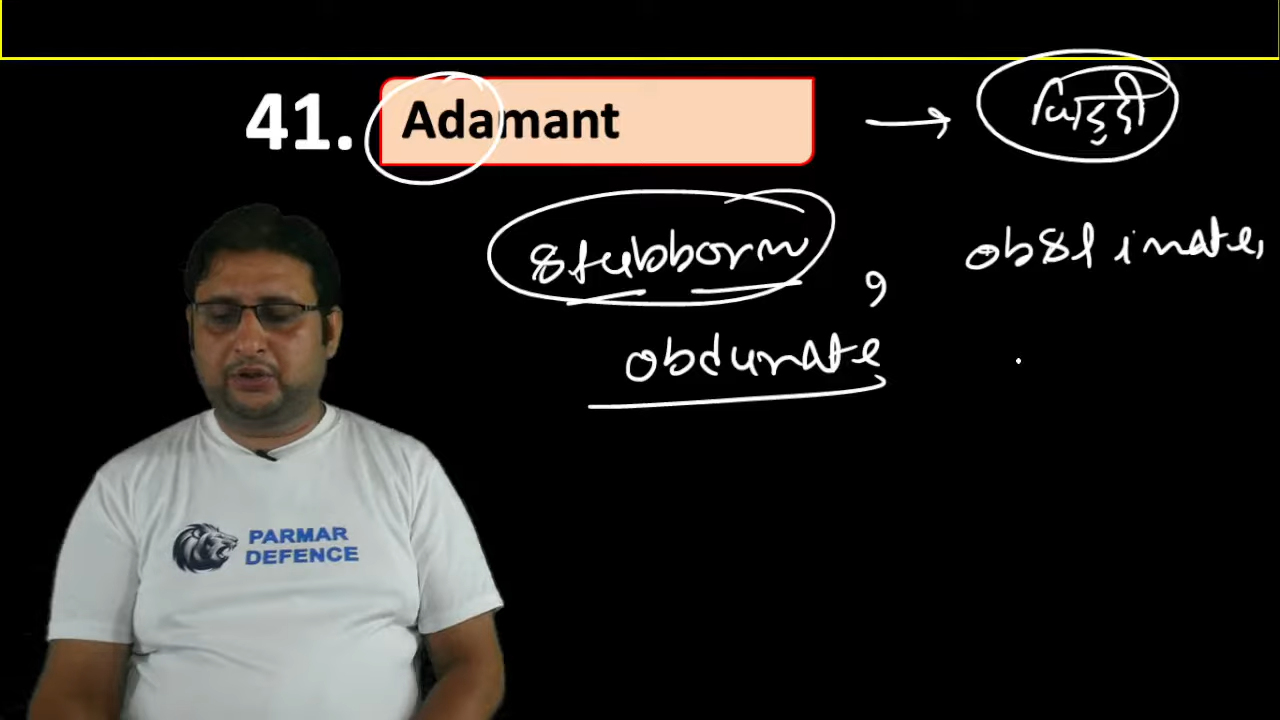 41. Adamant → जिद्दी
stubborn, obstinate,
obdurate
PARMAR
DEFENCE